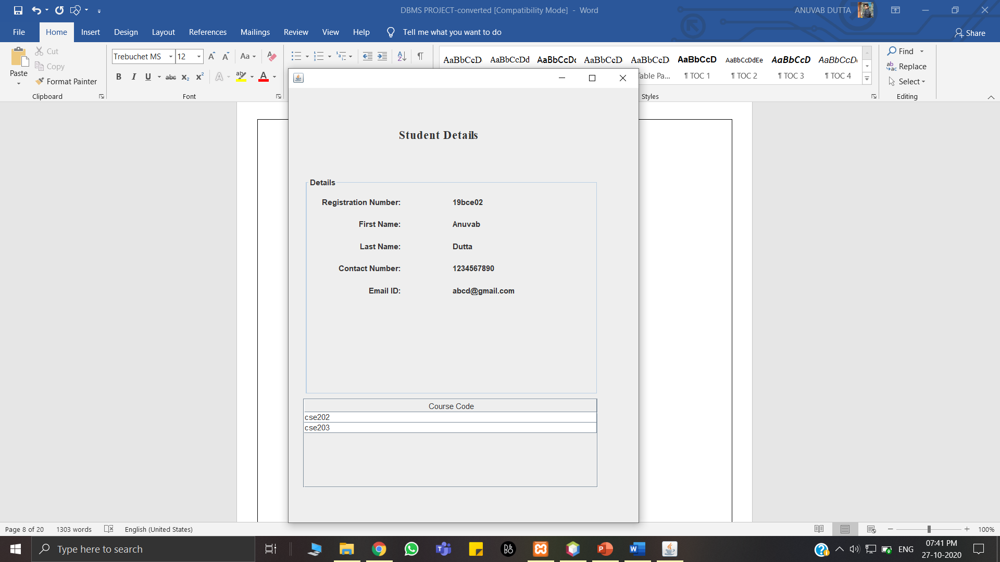 DBMS PROJECT-converted [Compatibility Mode] - Word
ANUVAB DUTTA
File Home Insert Design Layout References Mailings Review View Help Tell me what you want to do
Share
Paste
Cut
Copy
Format Painter
Clipboard
Trebuchet MS 12
Font
AaBbCcD AaBbCcDd AaBbCcDc AaBbCcD AaBbCcD AaBbCcD AaBbCcDdEe AaBbCcD AaBbCcD
Table Pa... ¶ TOC 1 ¶ TOC 2 ¶ TOC 3 ¶ TOC 4
Styles
Find
Replace
Select
Editing
Student Details
Details
Registration Number: 19bce02
First Name: Anuvab
Last Name: Dutta
Contact Number: 1234567890
Email ID: abcd@gmail.com
Course Code
cse202
cse203
Page 8 of 20 1303 words English (United States) 100%
Type here to search
ENG
07:41 PM
27-10-2020